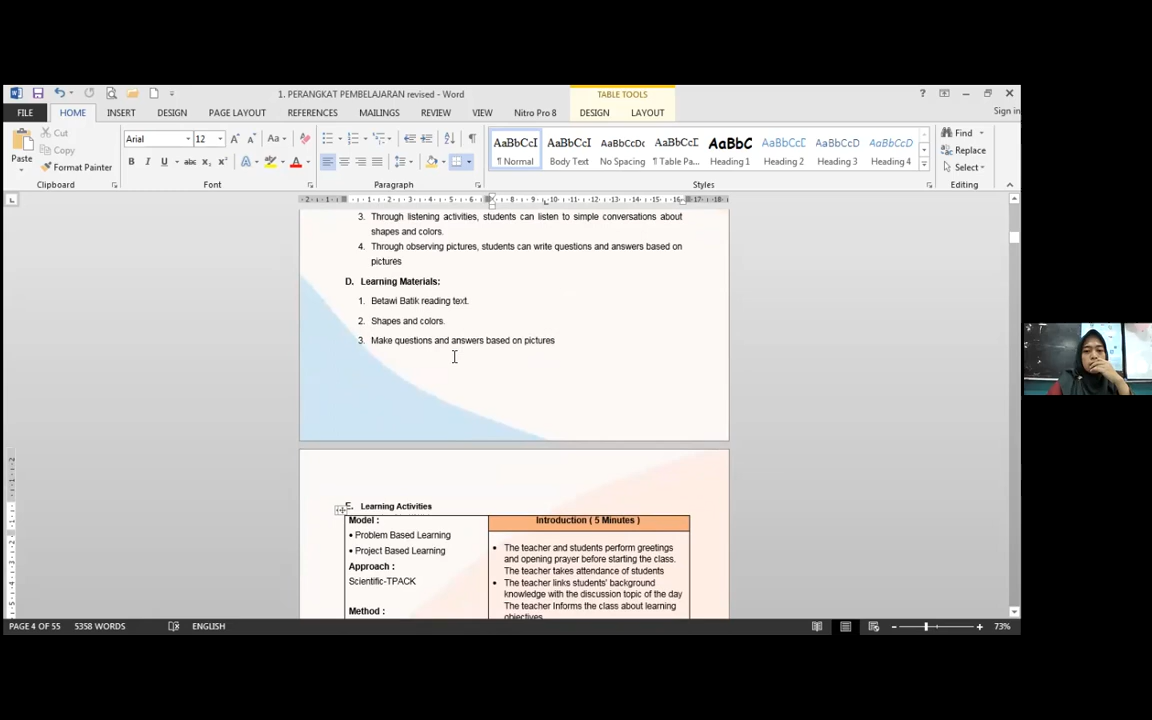 1. PERANGKAT PEMBELAJARAN revised - Word
TABLE TOOLS
Sign in
FILE HOME INSERT DESIGN PAGE LAYOUT REFERENCES MAILINGS REVIEW VIEW Nitro Pro 8 DESIGN LAYOUT
Paste
Cut
Copy
Format Painter
Clipboard
Arial 12
Font
Paragraph
AaBbCcI AaBbCcI AaBbCcDc AaBbCcDc AaBbC AaBbCcI AaBbCcD AaBbCcI
¶ Normal Body Text No Spacing ¶ Table Pa... Heading 1 Heading 2 Heading 3 Heading 4
Styles
Find
Replace
Select
Editing
3. Through listening activities, students can listen to simple conversations about
shapes and colors.
4. Through observing pictures, students can write questions and answers based on
pictures
D. Learning Materials:
1. Betawi Batik reading text.
2. Shapes and colors.
3. Make questions and answers based on pictures
E. Learning Activities
Model :
• Problem Based Learning
• Project Based Learning
Approach :
Scientific-TPACK
Method :
Introduction ( 5 Minutes )
• The teacher and students perform greetings
and opening prayer before starting the class.
The teacher takes attendance of students
• The teacher links students' background
knowledge with the discussion topic of the day
The teacher Informs the class about learning
objectives
PAGE 4 OF 55 5358 WORDS ENGLISH 73%